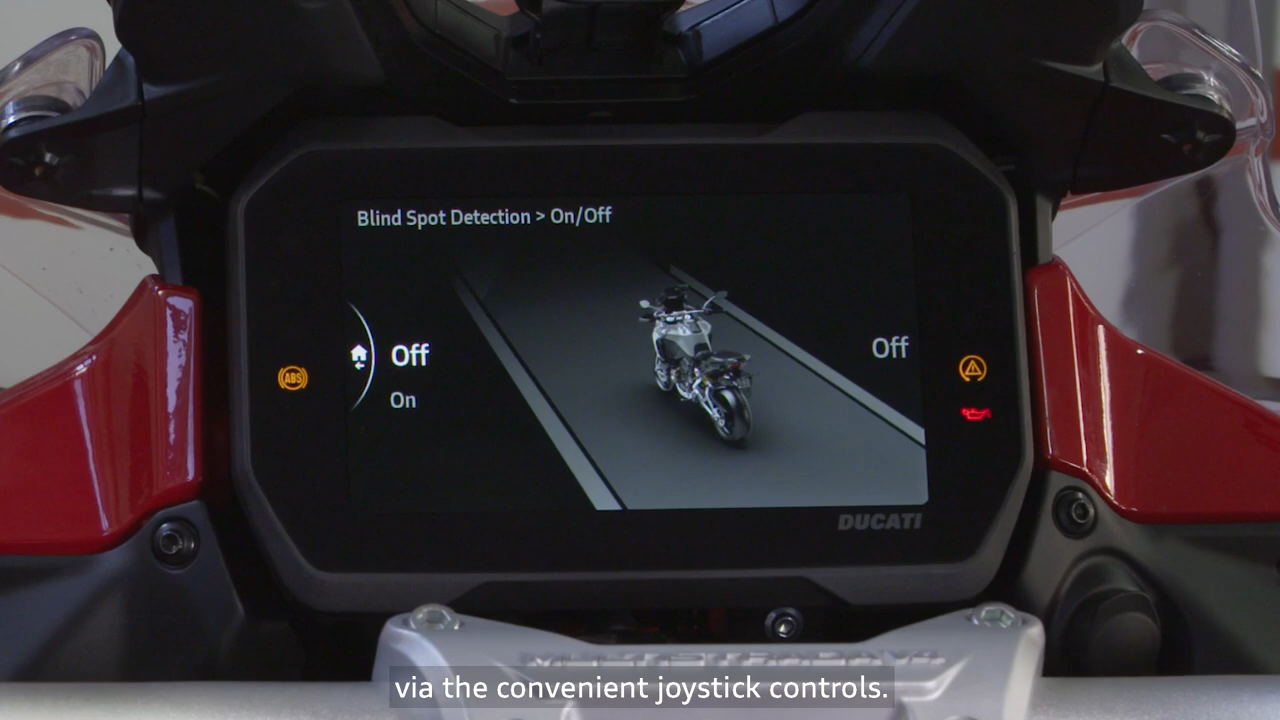 Blind Spot Detection > On/Off
Off
On
Off
ABS
DUCATI
via the convenient joystick controls.